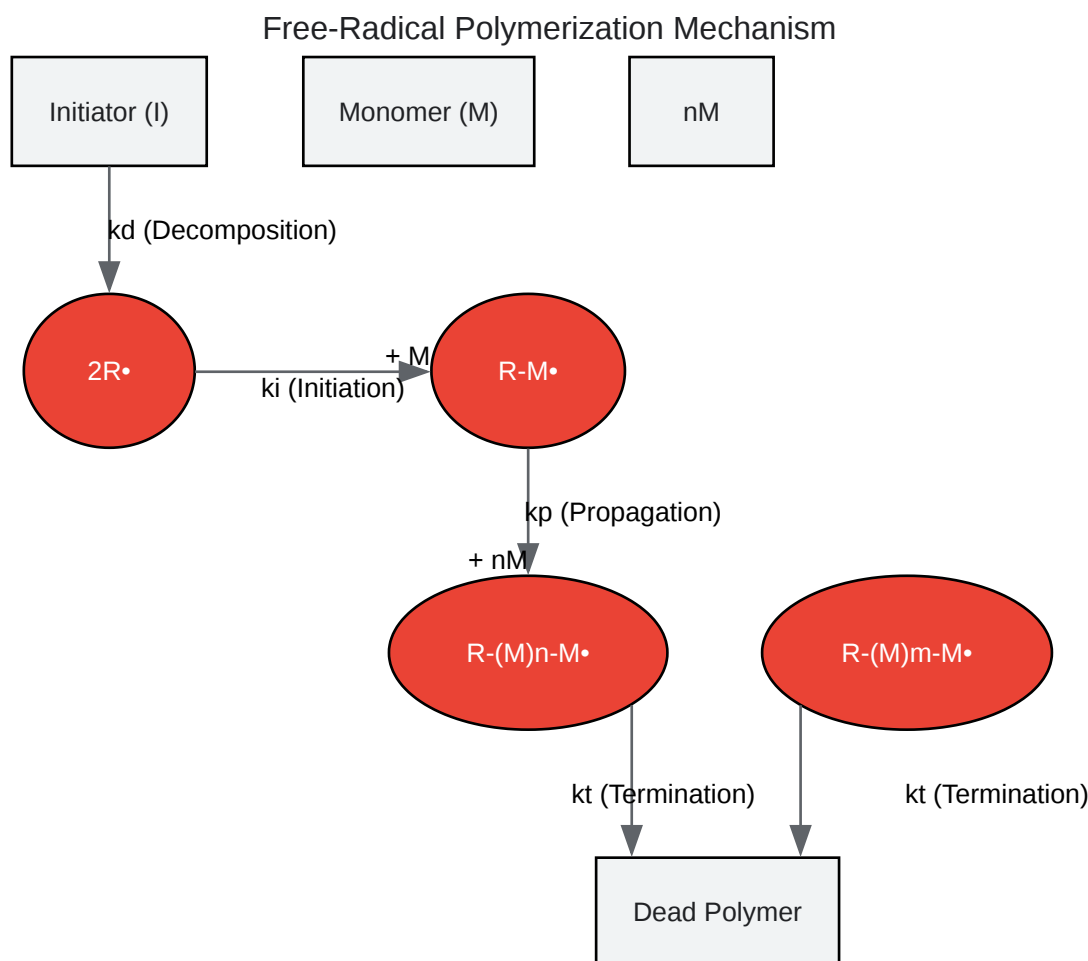 Free-Radical Polymerization Mechanism
Initiator (I)
Monomer (M)
nM
kd (Decomposition)
2R•
+ M
R-M•
ki (Initiation)
kp (Propagation)
+ nM
R-(M)n-M•
R-(M)m-M•
kt (Termination)
kt (Termination)
Dead Polymer